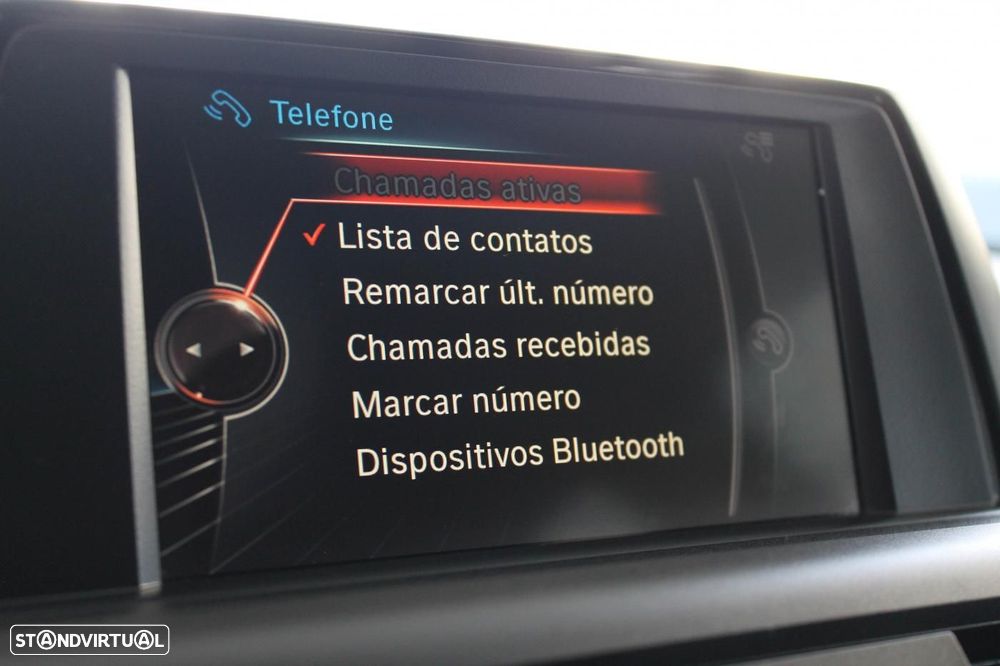 Telefone
Chamadas ativas
Lista de contatos
Remarcar últ. número
Chamadas recebidas
Marcar número
Dispositivos Bluetooth
STANDVIRTUAL